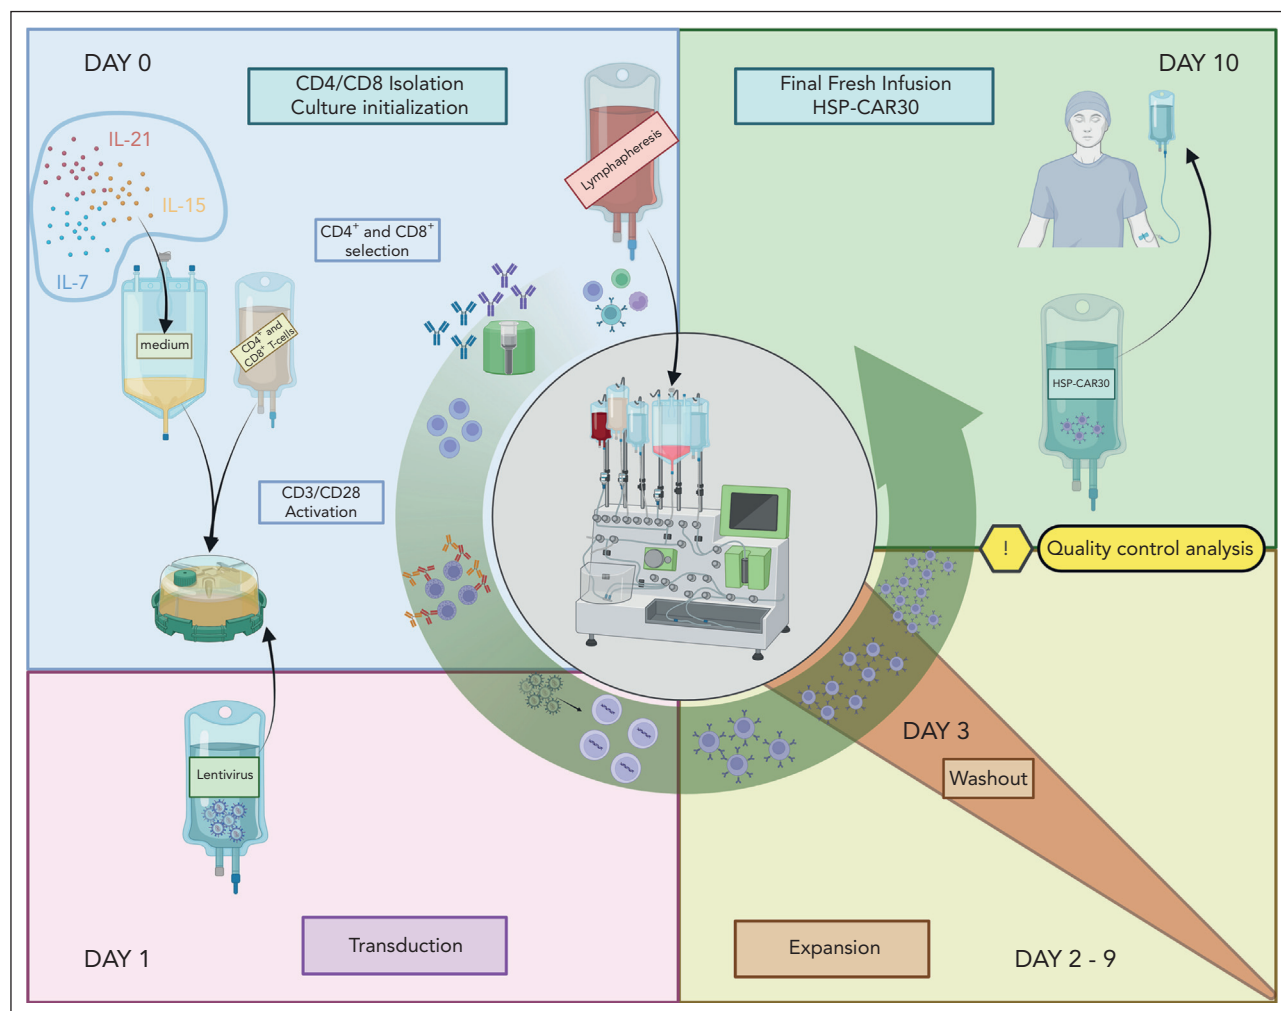 DAY 0
CD4/CD8 Isolation
Culture initialization
Lymphapheresis
IL-21
IL-15
IL-7
CD4⁺ and CD8⁺
selection
medium
CD4⁺ and
CD8⁺ T-cells
CD3/CD28
Activation
Final Fresh Infusion
HSP-CAR30
DAY 10
HSP-CAR30
!
Quality control analysis
Lentivirus
DAY 1
Transduction
DAY 3
Washout
Expansion
DAY 2 - 9